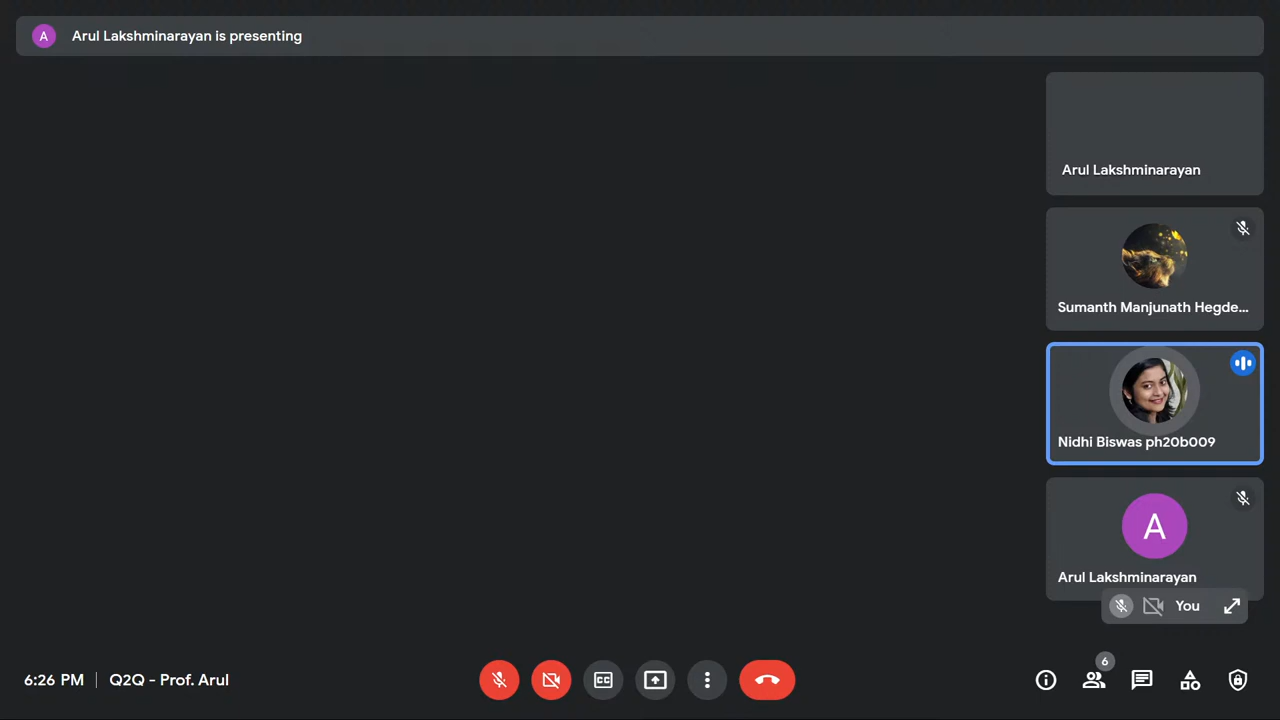 A Arul Lakshminarayan is presenting
Arul Lakshminarayan
Sumanth Manjunath Hegde...
Nidhi Biswas ph20b009
A
Arul Lakshminarayan
You
6:26 PM | Q2Q - Prof. Arul
CC
6